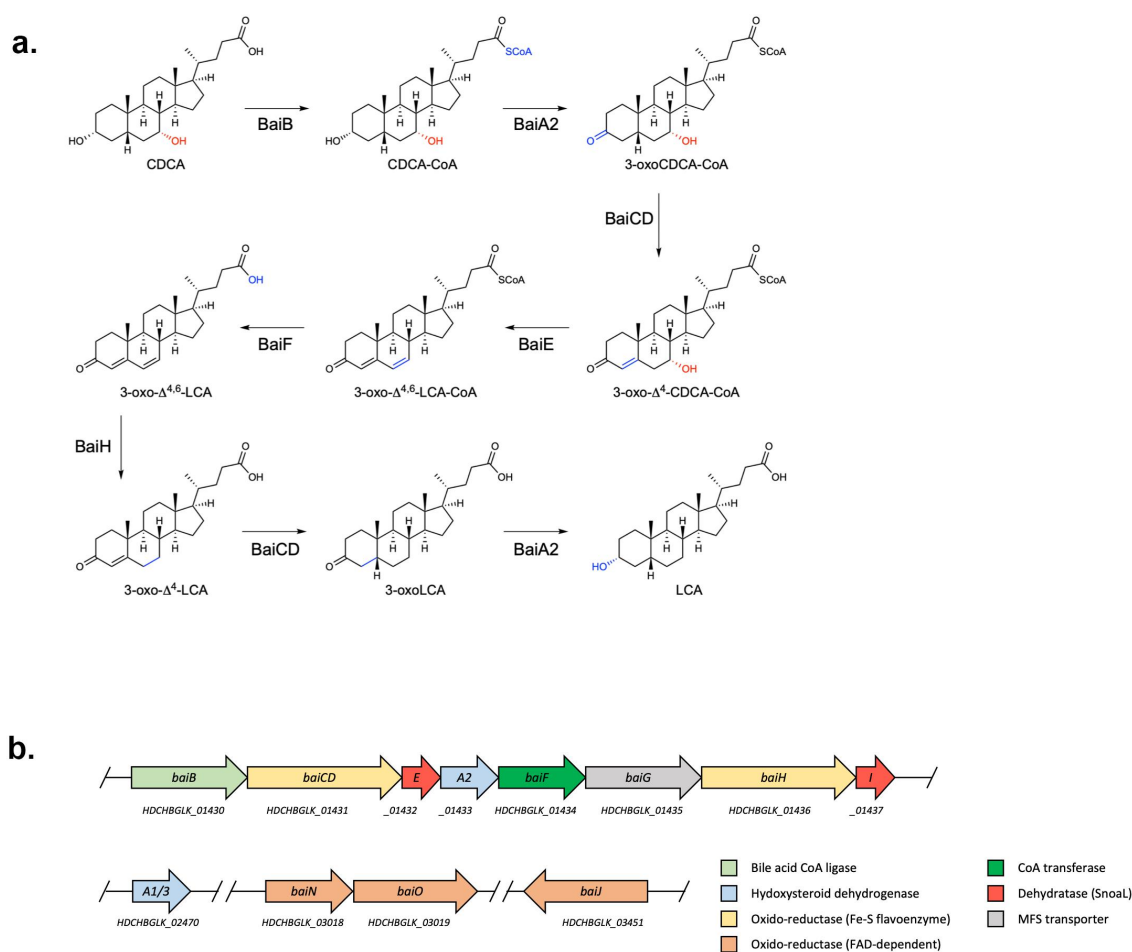 a.
O
OH
H
H
H
H
HO
OH
H
CDCA
BaiB
O
SCoA
H
H
H
H
HO
OH
H
CDCA-CoA
BaiA2
O
SCoA
H
H
H
H
O
OH
H
3-oxoCDCA-CoA
BaiCD
O
OH
H
H
H
H
O
3-oxo-Δ4,6-LCA
BaiF
O
SCoA
H
H
H
H
O
3-oxo-Δ4,6-LCA-CoA
BaiE
O
SCoA
H
H
H
H
O
OH
3-oxo-Δ4-CDCA-CoA
BaiH
O
OH
H
H
H
H
O
3-oxo-Δ4-LCA
BaiCD
O
OH
H
H
H
H
O
H
3-oxoLCA
BaiA2
O
OH
H
H
H
H
HO
H
LCA
b.
baiB baiCD E A2 baiF baiG baiH I
HDCHBGLK_01430 HDCHBGLK_01431 _01432 _01433 HDCHBGLK_01434 HDCHBGLK_01435 HDCHBGLK_01436 _01437
A1/3 baiN baiO baiJ
HDCHBGLK_02470 HDCHBGLK_03018 HDCHBGLK_03019 HDCHBGLK_03451
Bile acid CoA ligase
Hydoxysteroid dehydrogenase
Oxido-reductase (Fe-S flavoenzyme)
Oxido-reductase (FAD-dependent)
CoA transferase
Dehydratase (SnoaL)
MFS transporter